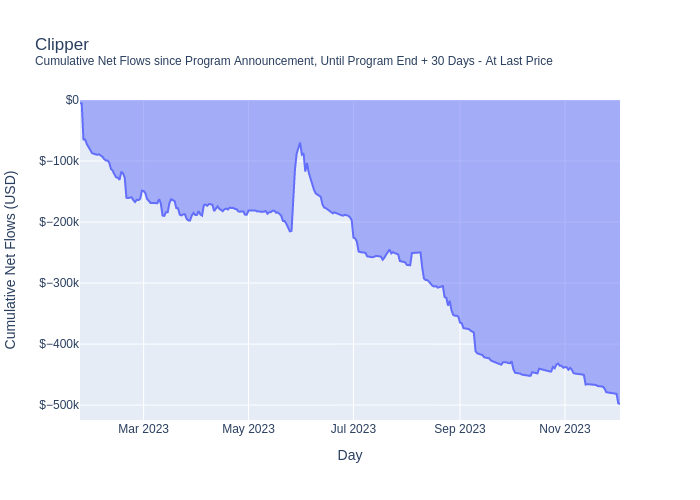 Clipper
Cumulative Net Flows since Program Announcement, Until Program End + 30 Days - At Last Price
Cumulative Net Flows (USD)
$0
$−100k
$−200k
$−300k
$−400k
$−500k
Mar 2023
May 2023
Jul 2023
Sep 2023
Nov 2023
Day